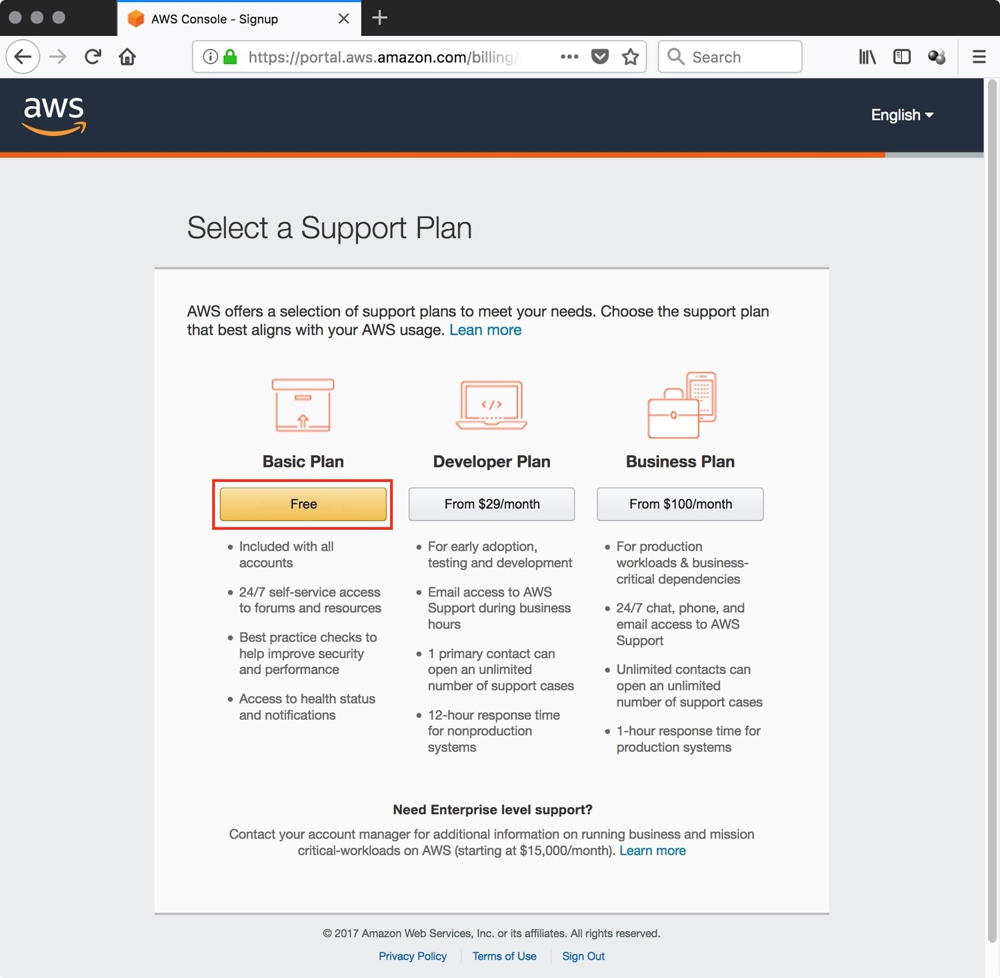 AWS Console - Signup
https://portal.aws.amazon.com/billing/
Search
aws
English
Select a Support Plan
AWS offers a selection of support plans to meet your needs. Choose the support plan
that best aligns with your AWS usage. Lean more
</>
Basic Plan
Free
Included with all
accounts
24/7 self-service access
to forums and resources
Best practice checks to
help improve security
and performance
Access to health status
and notifications
Developer Plan
From $29/month
For early adoption,
testing and development
Email access to AWS
Support during business
hours
1 primary contact can
open an unlimited
number of support cases
12-hour response time
for nonproduction
systems
Business Plan
From $100/month
For production
workloads & business-
critical dependencies
24/7 chat, phone, and
email access to AWS
Support
Unlimited contacts can
open an unlimited
number of support cases
1-hour response time for
production systems
Need Enterprise level support?
Contact your account manager for additional information on running business and mission
critical-workloads on AWS (starting at $15,000/month). Learn more
© 2017 Amazon Web Services, Inc. or its affiliates. All rights reserved.
Privacy Policy
Terms of Use
Sign Out